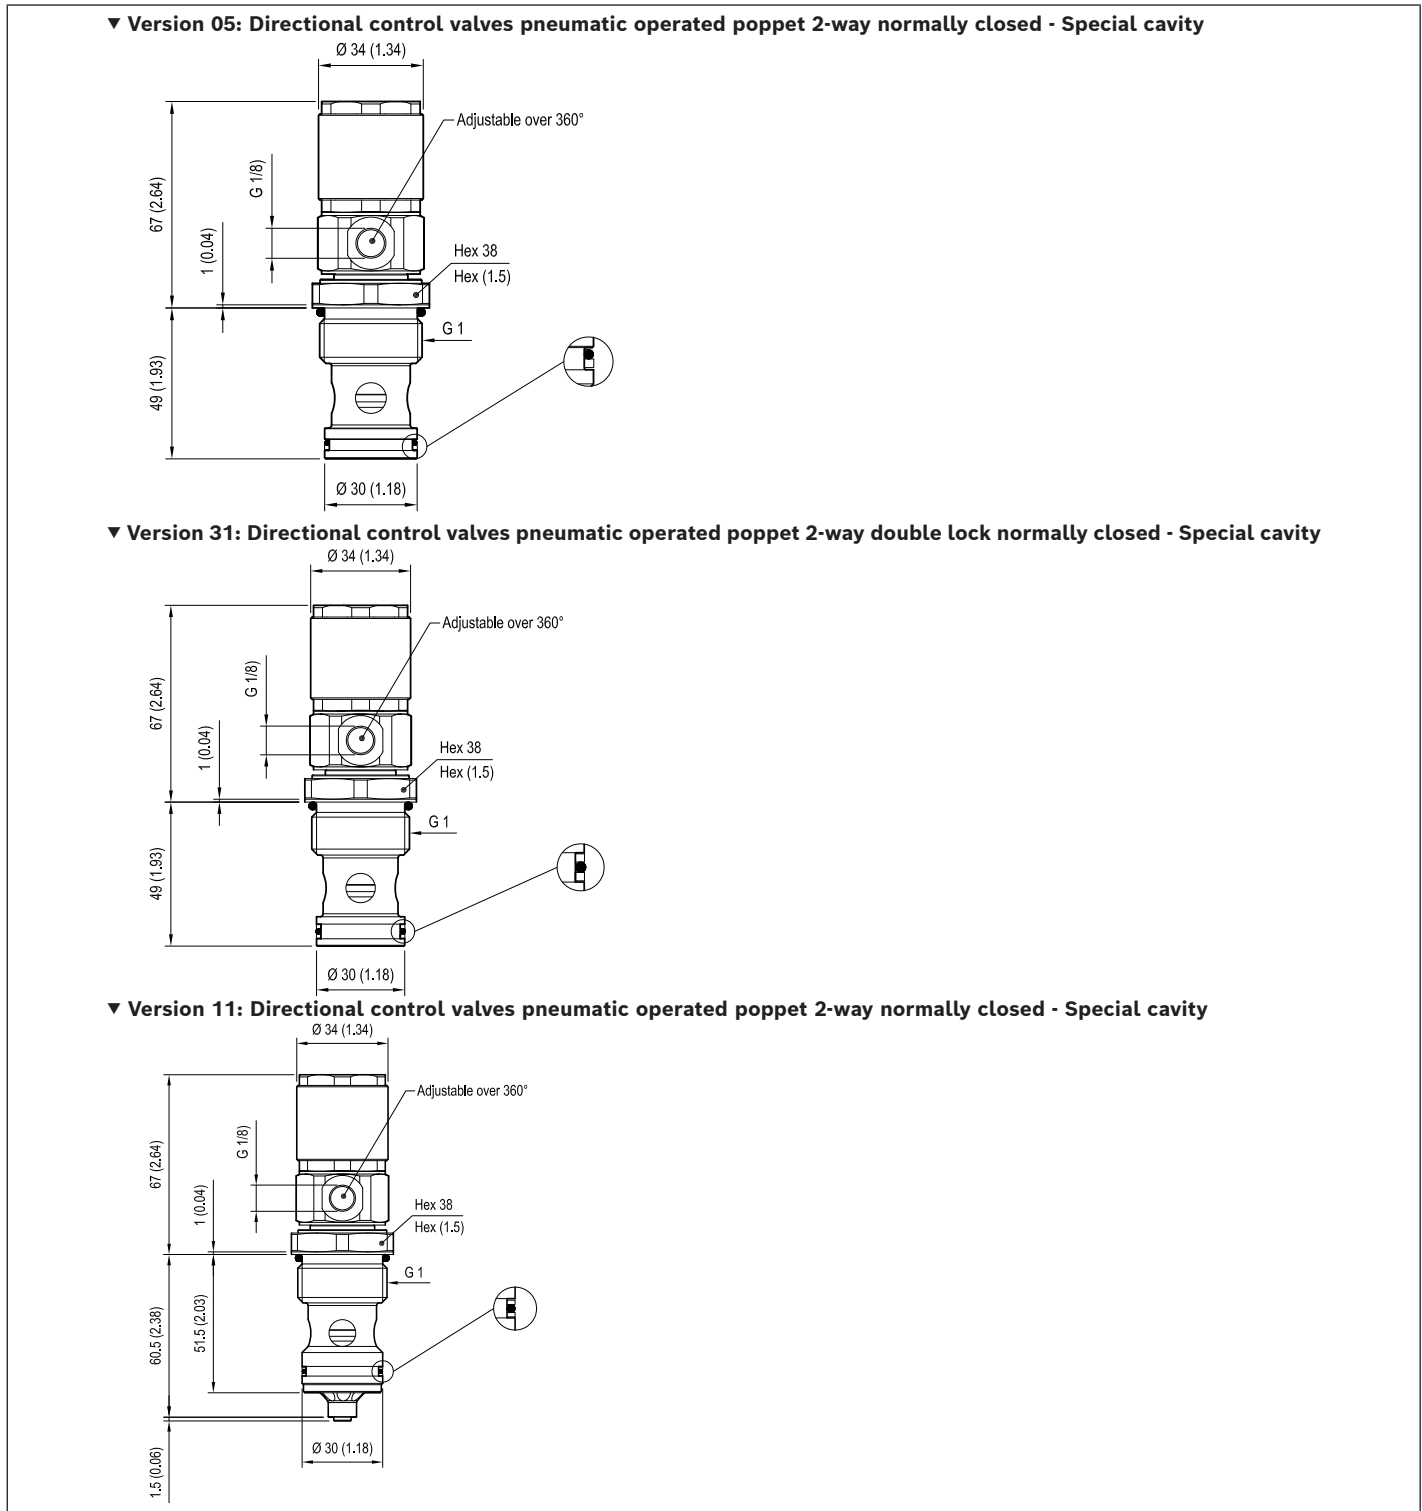 ▼ Version 05: Directional control valves pneumatic operated poppet 2-way normally closed - Special cavity
Ø 34 (1.34)
Adjustable over 360°
67 (2.64)
G 1/8)
1 (0.04)
Hex 38
Hex (1.5)
G 1
49 (1.93)
Ø 30 (1.18)
▼ Version 31: Directional control valves pneumatic operated poppet 2-way double lock normally closed - Special cavity
Ø 34 (1.34)
Adjustable over 360°
67 (2.64)
G 1/8)
1 (0.04)
Hex 38
Hex (1.5)
G 1
49 (1.93)
Ø 30 (1.18)
▼ Version 11: Directional control valves pneumatic operated poppet 2-way normally closed - Special cavity
Ø 34 (1.34)
Adjustable over 360°
67 (2.64)
G 1/8)
1 (0.04)
Hex 38
Hex (1.5)
G 1
60.5 (2.38)
51.5 (2.03)
Ø 30 (1.18)
1.5 (0.06)